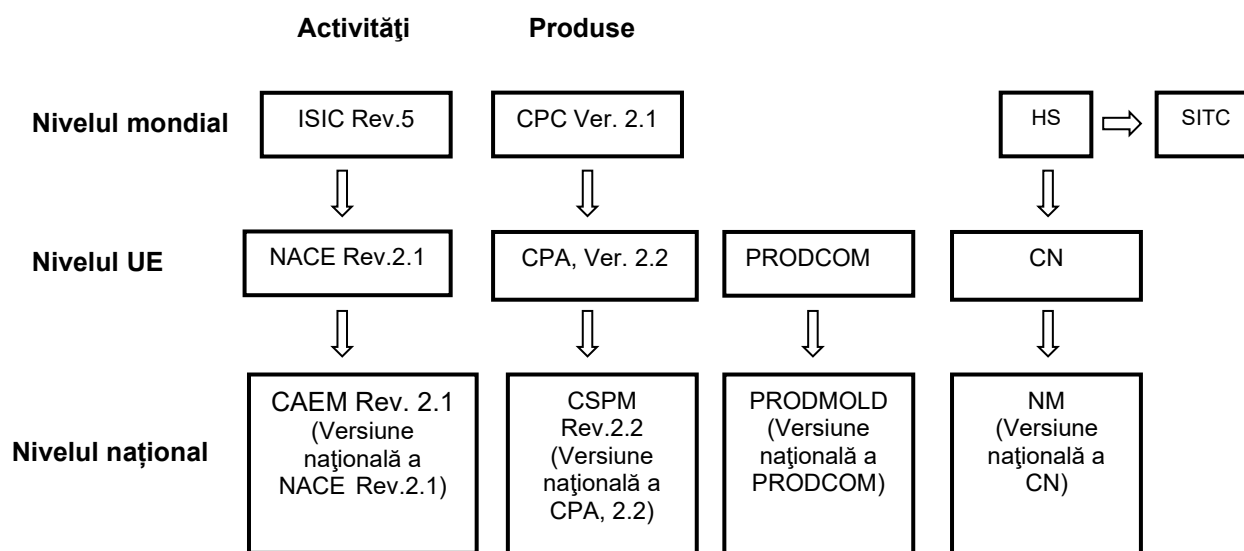 Activităţi Produse
Nivelul mondial ISIC Rev.5 CPC Ver. 2.1 HS SITC
Nivelul UE NACE Rev.2.1 CPA, Ver. 2.2 PRODCOM CN
Nivelul național
CAEM Rev. 2.1
(Versiune
naţională a
NACE Rev.2.1)
CSPM
Rev.2.2
(Versiune
naţională a
CPA, 2.2)
PRODMOLD
(Versiune
naţională a
PRODCOM)
NM
(Versiune
naţională a
CN)